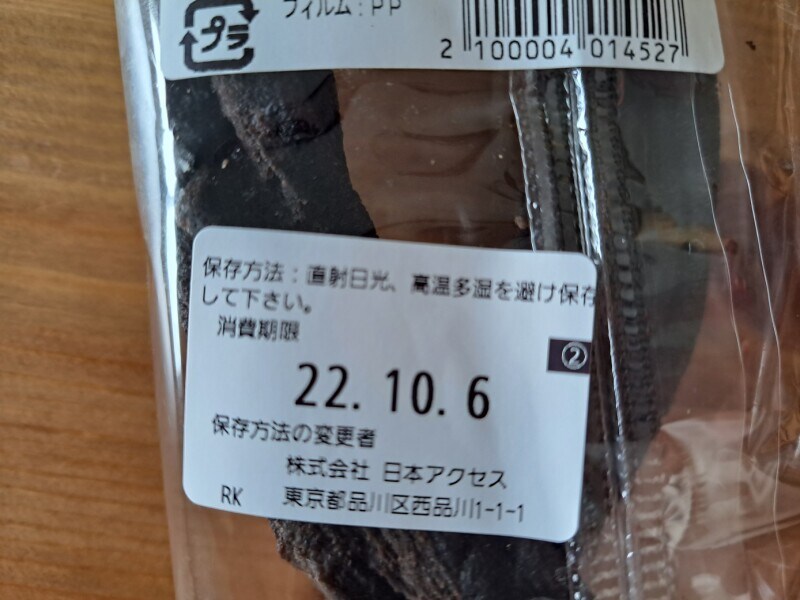 プラ
フィルム:PP
2 100004 014527
保存方法:直射日光、高温多湿を避け保存
して下さい。
消費期限
②
22. 10. 6
保存方法の変更者
株式会社 日本アクセス
RK 東京都品川区西品川1-1-1